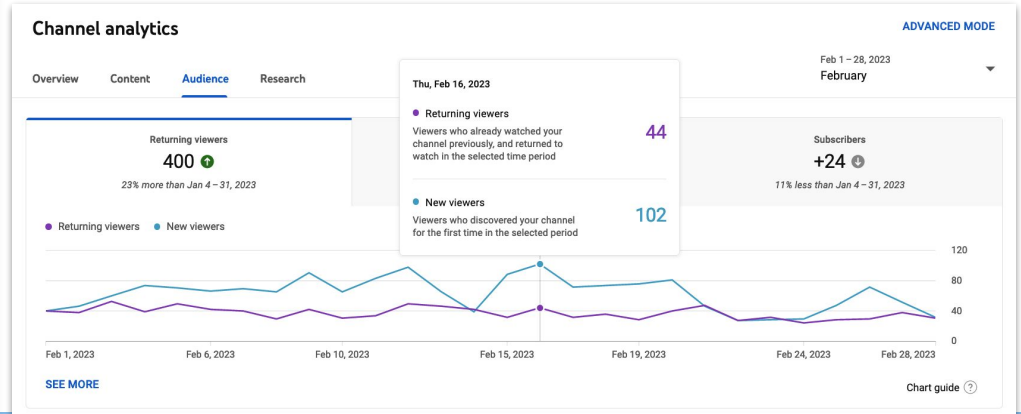 Channel analytics
ADVANCED MODE
Overview
Content
Audience
Research
Feb 1 – 28, 2023
February
Returning viewers
400
23% more than Jan 4 – 31, 2023
Thu, Feb 16, 2023
Returning viewers
Viewers who already watched your
channel previously, and returned to
watch in the selected time period
44
New viewers
Viewers who discovered your channel
for the first time in the selected period
102
Subscribers
+24
11% less than Jan 4 – 31, 2023
Returning viewers
New viewers
120
80
40
0
Feb 1, 2023
Feb 6, 2023
Feb 10, 2023
Feb 15, 2023
Feb 19, 2023
Feb 24, 2023
Feb 28, 2023
SEE MORE
Chart guide ?